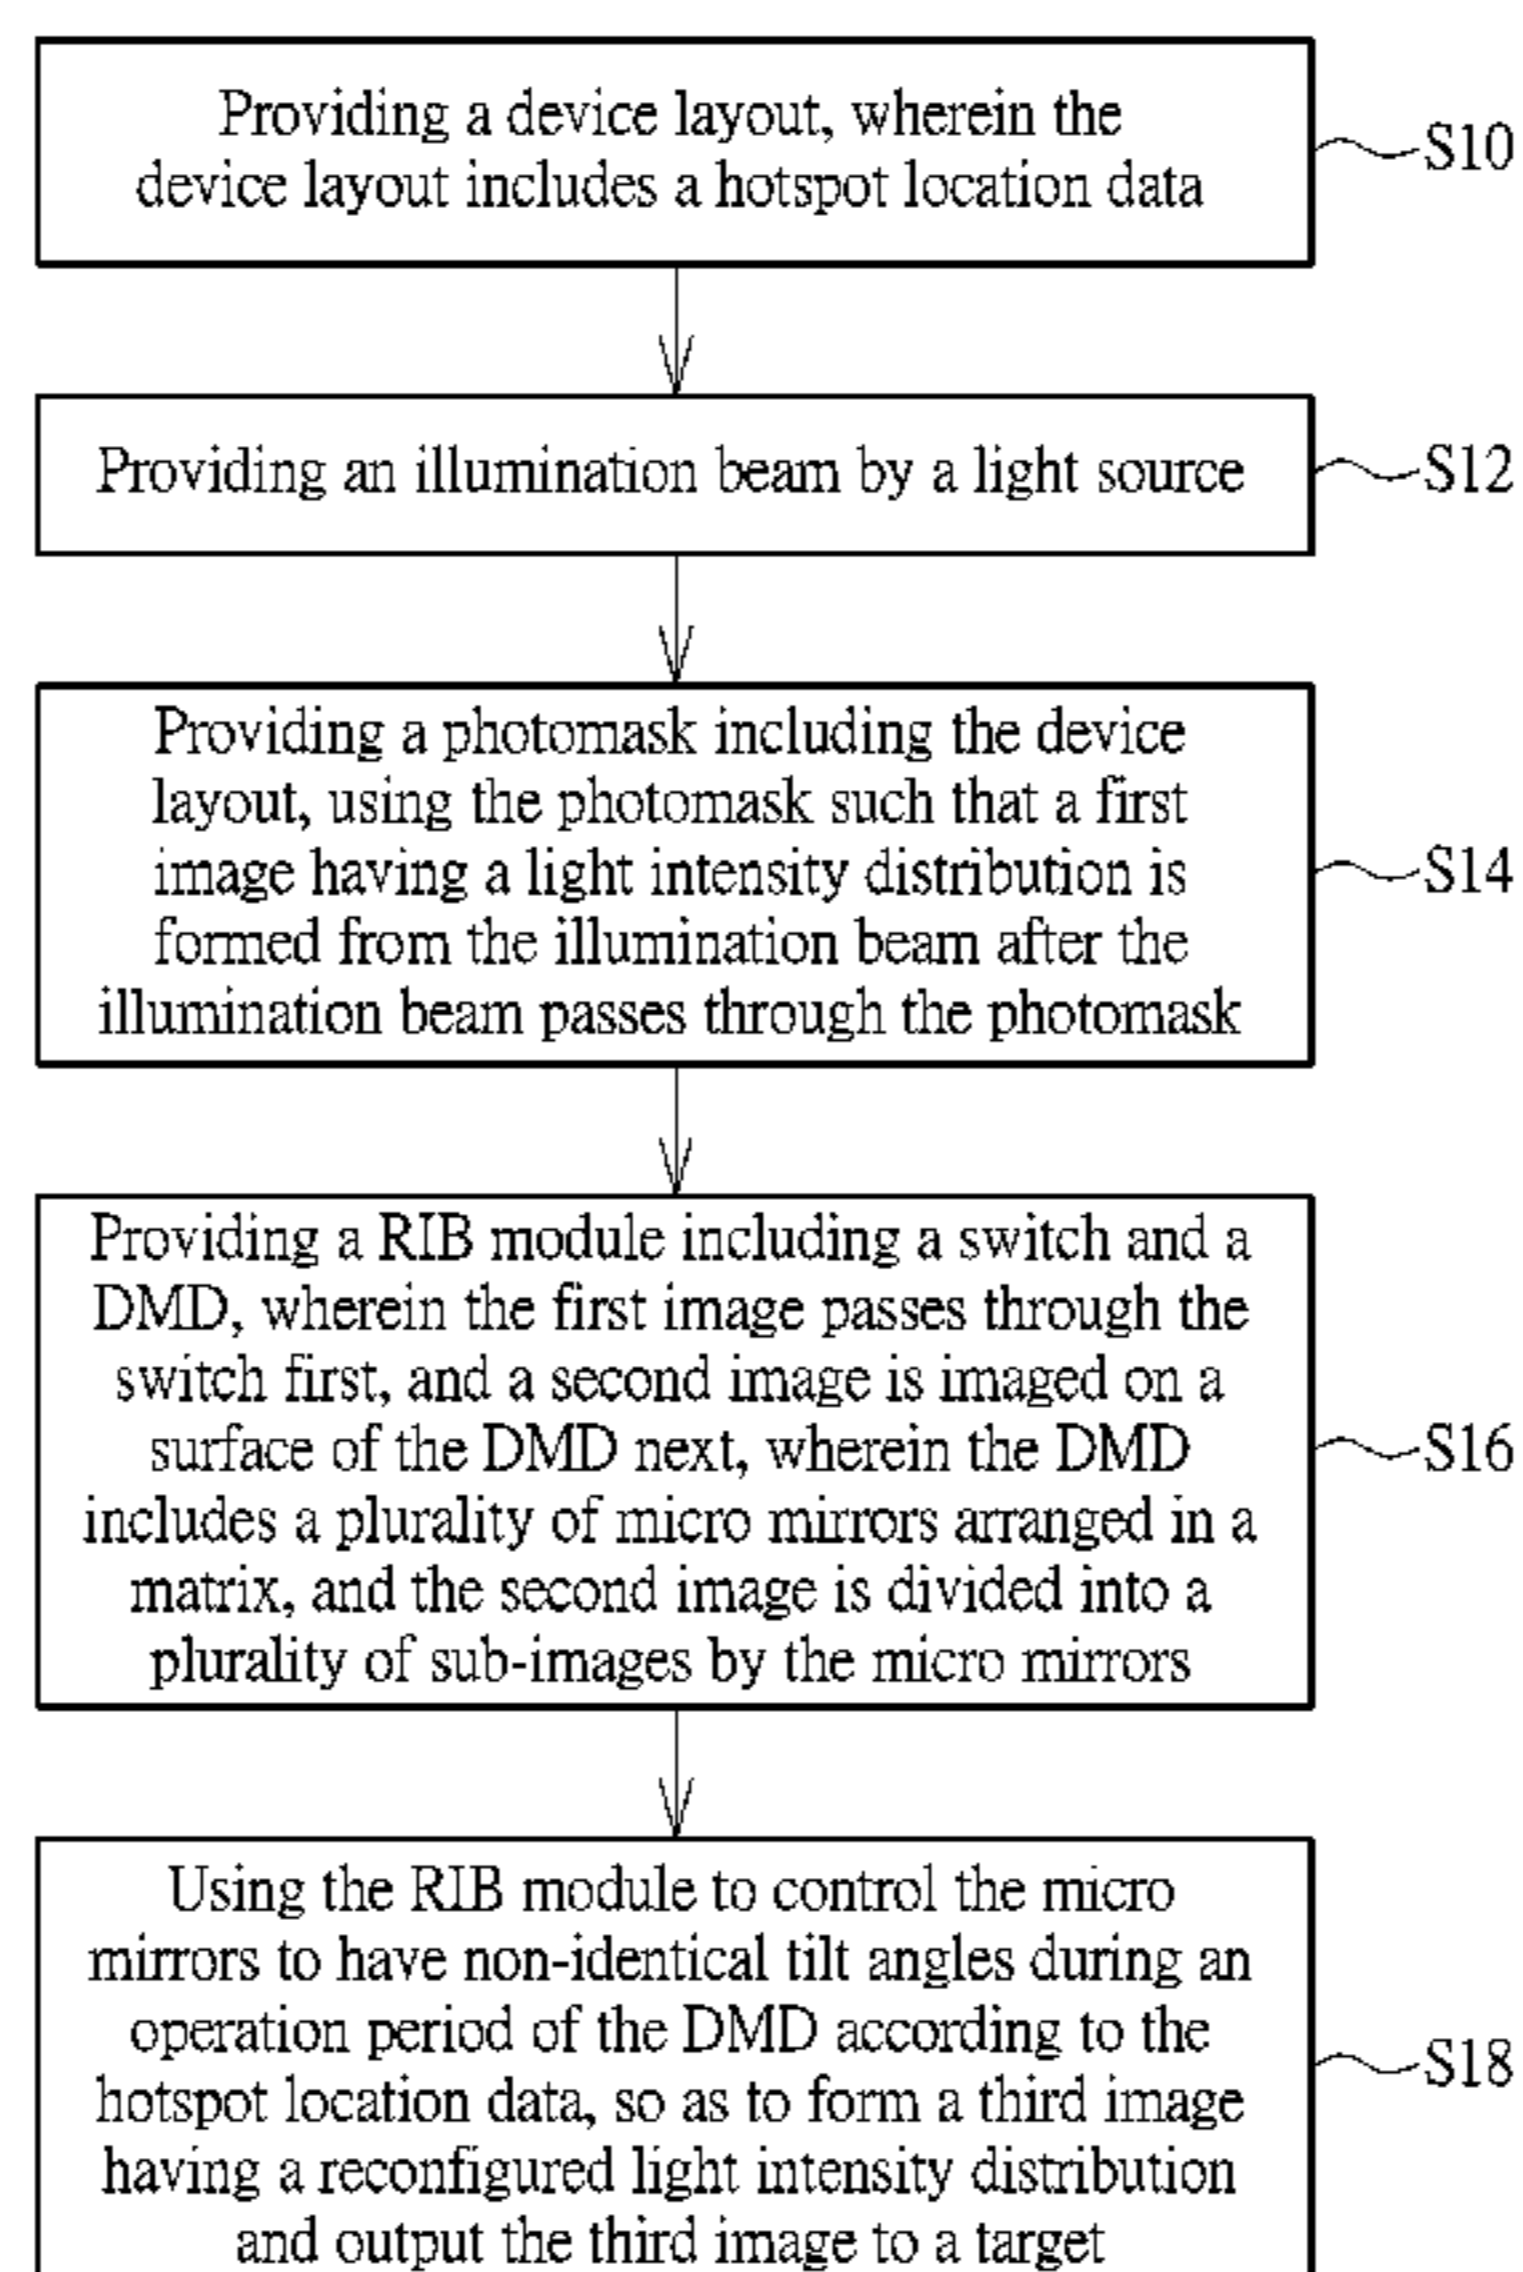 Providing a device layout, wherein the
device layout includes a hotspot location data
S10
Providing an illumination beam by a light source
S12
Providing a photomask including the device
layout, using the photomask such that a first
image having a light intensity distribution is
formed from the illumination beam after the
illumination beam passes through the photomask
S14
Providing a RIB module including a switch and a
DMD, wherein the first image passes through the
switch first, and a second image is imaged on a
surface of the DMD next, wherein the DMD
includes a plurality of micro mirrors arranged in a
matrix, and the second image is divided into a
plurality of sub-images by the micro mirrors
S16
Using the RIB module to control the micro
mirrors to have non-identical tilt angles during an
operation period of the DMD according to the
hotspot location data, so as to form a third image
having a reconfigured light intensity distribution
and output the third image to a target
S18